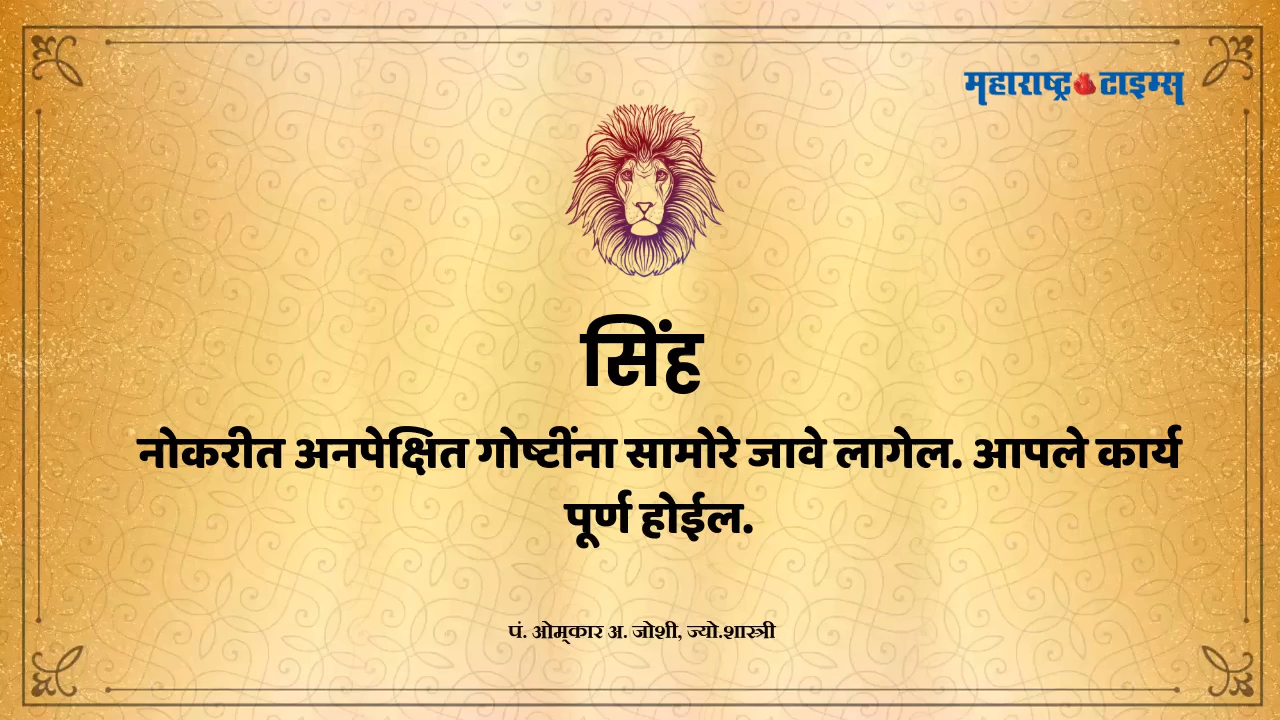 महाराष्ट्र टाइम्स
सिंह
नोकरीत अनपेक्षित गोष्टींना सामोरे जावे लागेल. आपले कार्य
पूर्ण होईल.
पं. ओम्‌कार अ. जोशी, ज्यो.शास्त्री